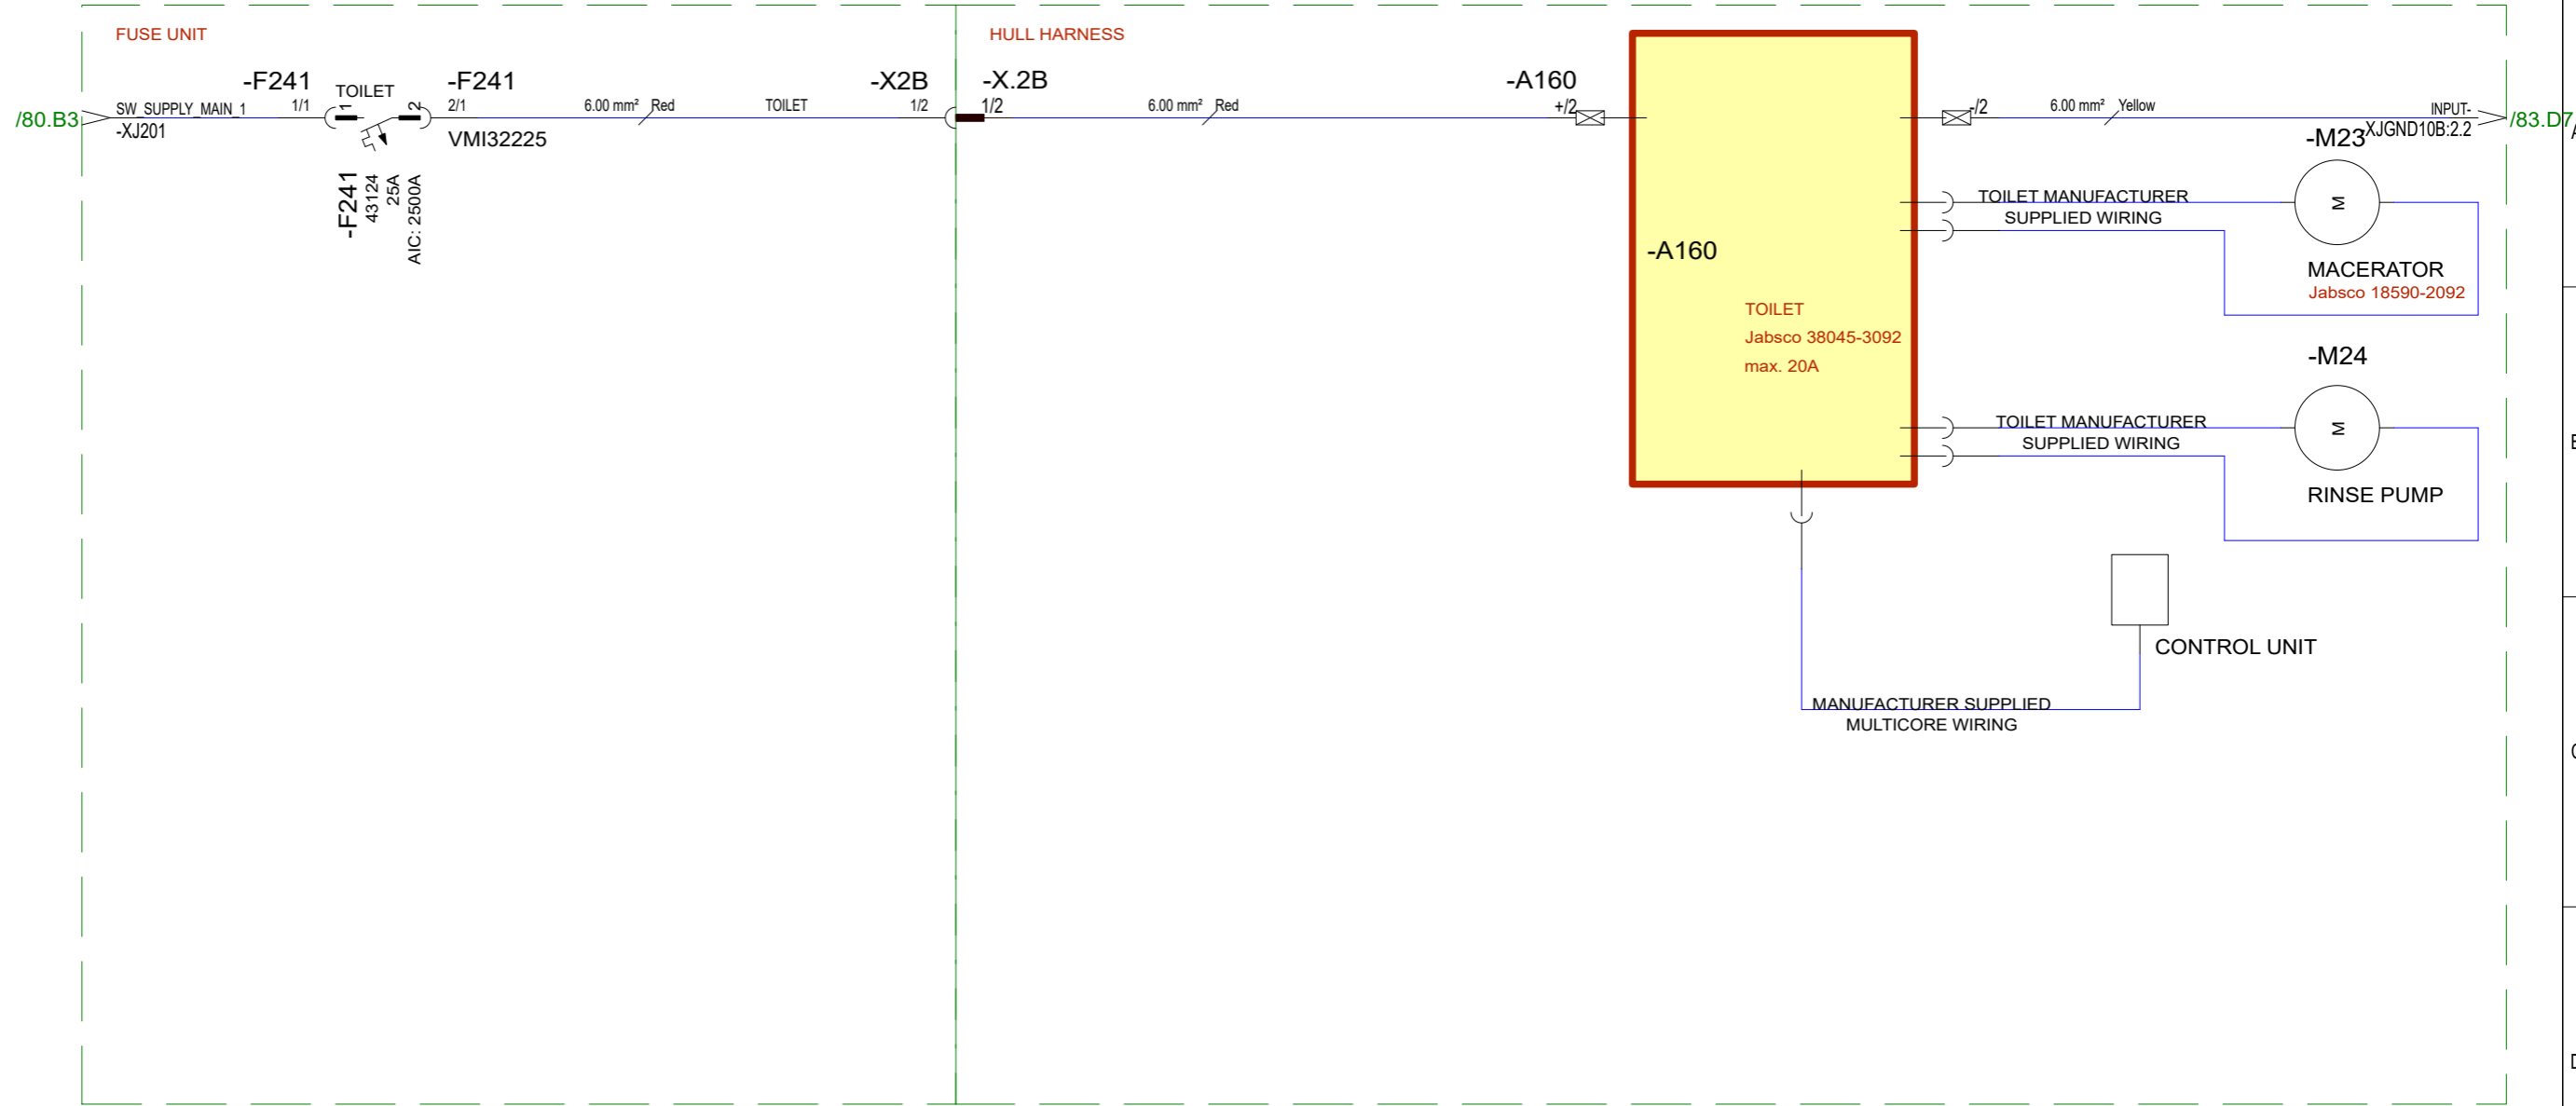 FUSE UNIT
HULL HARNESS
/80.B3
SW_SUPPLY_MAIN_1
-XJ201
-F241
1/1
TOILET
1
2
-F241
2/1
VMI32225
-F241
43124
25A
AIC: 2500A
6.00 mm² Red
TOILET
-X2B
1/2
-X.2B
1/2
6.00 mm² Red
-A160
+/2
-A160
TOILET
Jabsco 38045-3092
max. 20A
-/2
6.00 mm² Yellow
INPUT-
-XJGND10B:2.2
/83.D7
-M23
TOILET MANUFACTURER
SUPPLIED WIRING
M
MACERATOR
Jabsco 18590-2092
-M24
TOILET MANUFACTURER
SUPPLIED WIRING
M
RINSE PUMP
CONTROL UNIT
MANUFACTURER SUPPLIED
MULTICORE WIRING